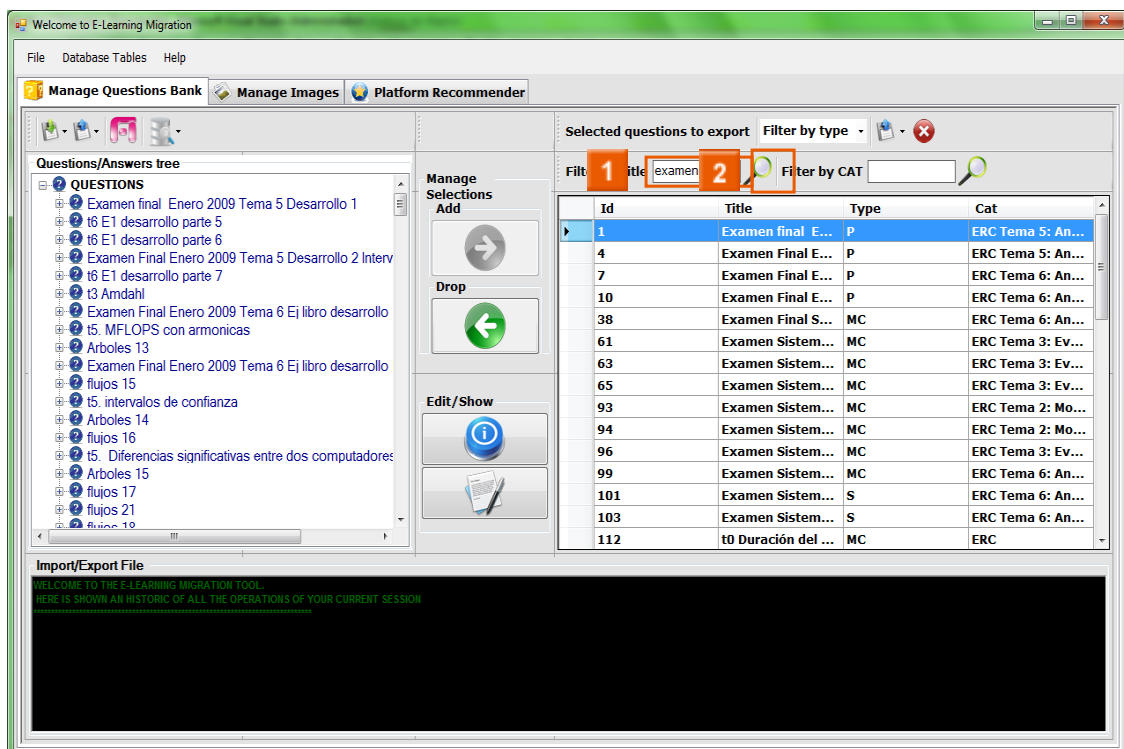 Welcome to E-Learning Migration
File Database Tables Help
Manage Questions Bank Manage Images Platform Recommender
Selected questions to export Filter by type
Questions/Answers tree
1 examen 2 Filter by CAT
QUESTIONS
Examen final Enero 2009 Tema 5 Desarrollo 1
t6 E1 desarrollo parte 5
t6 E1 desarrollo parte 6
Examen Final Enero 2009 Tema 5 Desarrollo 2 Interv
t6 E1 desarrollo parte 7
t3 Amdahl
Examen Final Enero 2009 Tema 6 Ej libro desarrollo
t5. MFLOPS con armonicas
Arboles 13
Examen Final Enero 2009 Tema 6 Ej libro desarrollo
flujos 15
t5. intervalos de confianza
Arboles 14
flujos 16
t5. Diferencias significativas entre dos computadores
Arboles 15
flujos 17
flujos 21
flujos 18
Manage
Selections
Add
Drop
Edit/Show
Id Title Type Cat
1 Examen final E... P ERC Tema 5: An...
4 Examen Final E... P ERC Tema 5: An...
7 Examen Final E... P ERC Tema 6: An...
10 Examen Final E... P ERC Tema 6: An...
38 Examen Final S... MC ERC Tema 6: An...
61 Examen Sistem... MC ERC Tema 3: Ev...
63 Examen Sistem... MC ERC Tema 3: Ev...
65 Examen Sistem... MC ERC Tema 3: Ev...
93 Examen Sistem... MC ERC Tema 2: Mo...
94 Examen Sistem... MC ERC Tema 2: Mo...
96 Examen Sistem... MC ERC Tema 3: Ev...
99 Examen Sistem... MC ERC Tema 6: An...
101 Examen Sistem... S ERC Tema 6: An...
103 Examen Sistem... S ERC Tema 6: An...
112 t0 Duración del ... MC ERC
Import/Export File
WELCOME TO THE E-LEARNING MIGRATION TOOL.
HERE IS SHOWN AN HISTORIC OF ALL THE OPERATIONS OF YOUR CURRENT SESSION